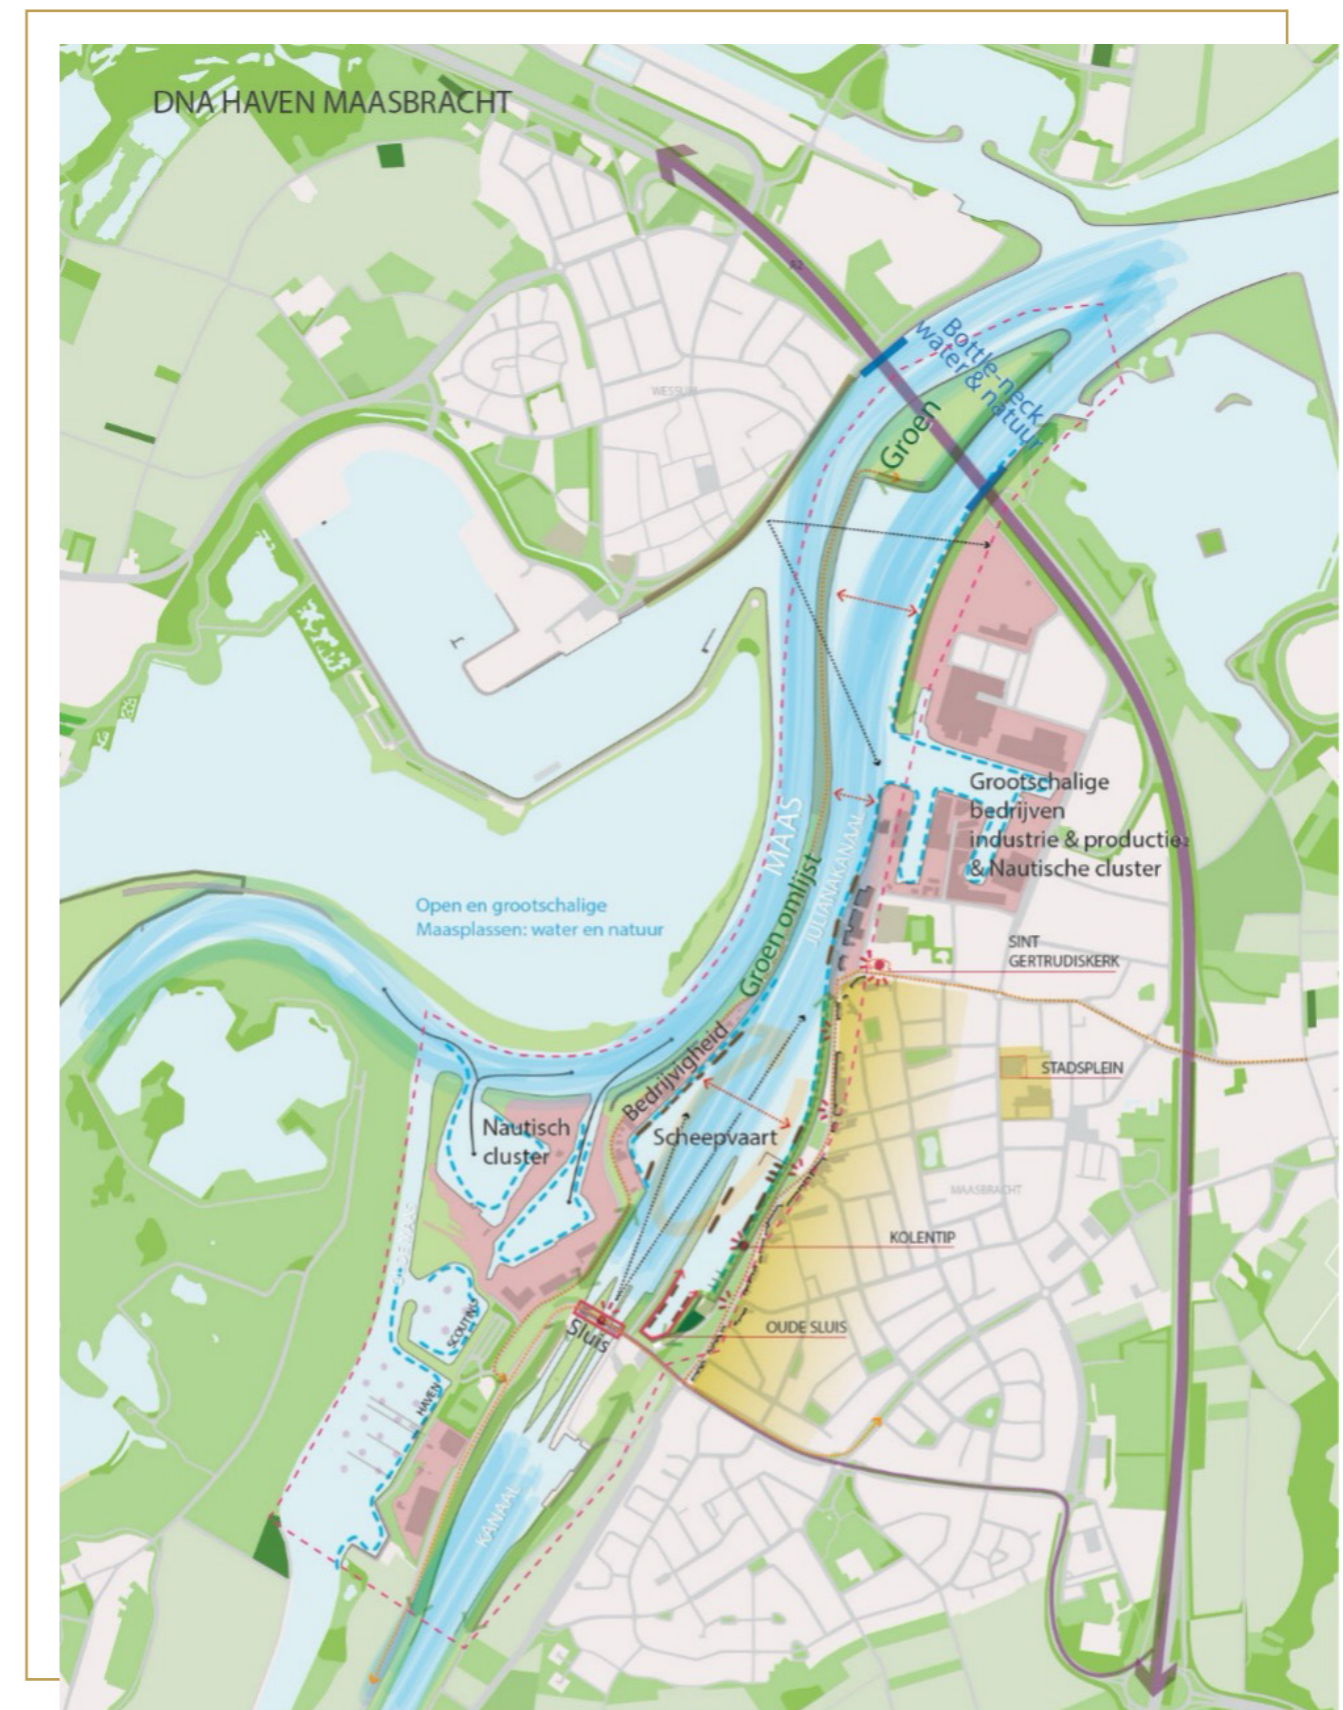 DNA HAVEN MAASBRACHT
Bottle-neck
water & natuur
Groen
MAAS
Grootschalige
bedrijven
industrie & productie
& Nautische cluster
JULIANAKANAAL
Groen omlijst
Open en grootschalige
Maasplassen: water en natuur
SINT
GERTRUDISKERK
Bedrijvigheid
STADSPLEIN
Nautisch
cluster
Scheepvaart
MAASBRACHT
KOLENTIP
OUDE SLUIS
Sluis
SCOUTING
HAVEN
KANAAL